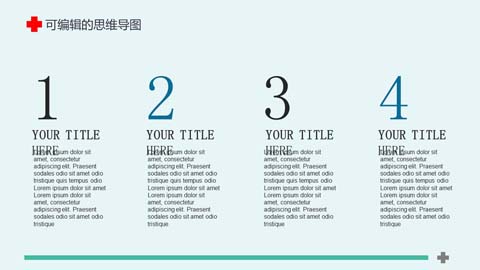 可编辑的思维导图
1
YOUR TITLE
HERE
Lorem ipsum dolor sit
amet, consectetur
adipiscing elit. Praesent
sodales odio sit amet odio
tristique quis tempus odio
Lorem ipsum dolor sit amet
Lorem ipsum dolor sit
amet, consectetur
adipiscing elit. Praesent
sodales odio sit amet odio
tristique
2
YOUR TITLE
HERE
Lorem ipsum dolor sit
amet, consectetur
adipiscing elit. Praesent
sodales odio sit amet odio
tristique quis tempus odio
Lorem ipsum dolor sit amet
Lorem ipsum dolor sit
amet, consectetur
adipiscing elit. Praesent
sodales odio sit amet odio
tristique
3
YOUR TITLE
HERE
Lorem ipsum dolor sit
amet, consectetur
adipiscing elit. Praesent
sodales odio sit amet odio
tristique quis tempus odio
Lorem ipsum dolor sit amet
Lorem ipsum dolor sit
amet, consectetur
adipiscing elit. Praesent
sodales odio sit amet odio
tristique
4
YOUR TITLE
HERE
Lorem ipsum dolor sit
amet, consectetur
adipiscing elit. Praesent
sodales odio sit amet odio
tristique quis tempus odio
Lorem ipsum dolor sit amet
Lorem ipsum dolor sit
amet, consectetur
adipiscing elit. Praesent
sodales odio sit amet odio
tristique